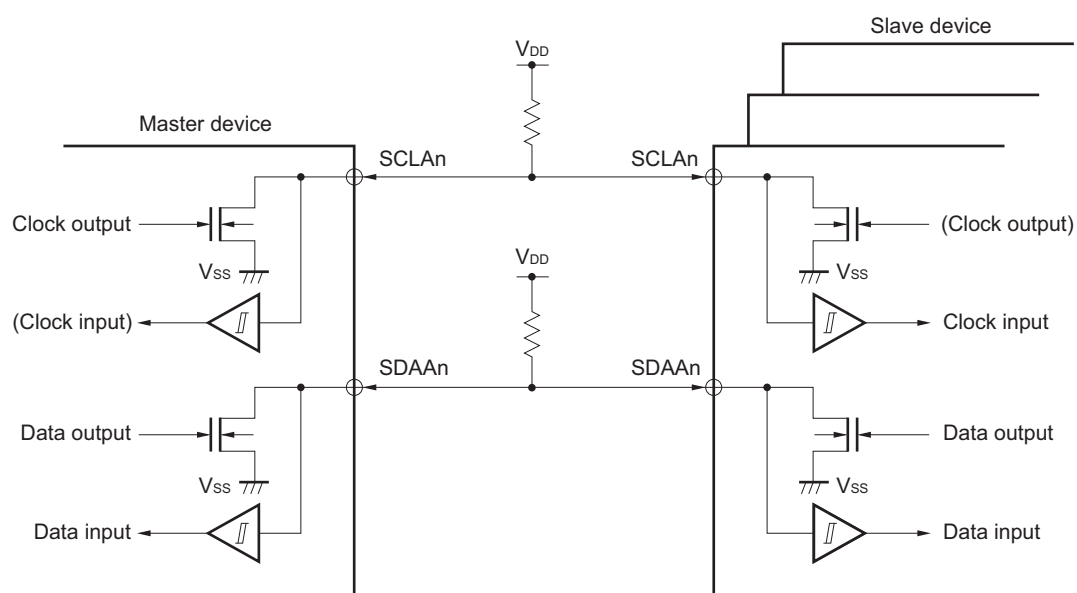 Slave device
VDD
Master device
SCLAn SCLAn
Clock output (Clock output)
VDD
VSS VSS
(Clock input) Clock input
SDAAn SDAAn
Data output Data output
VSS VSS
Data input Data input